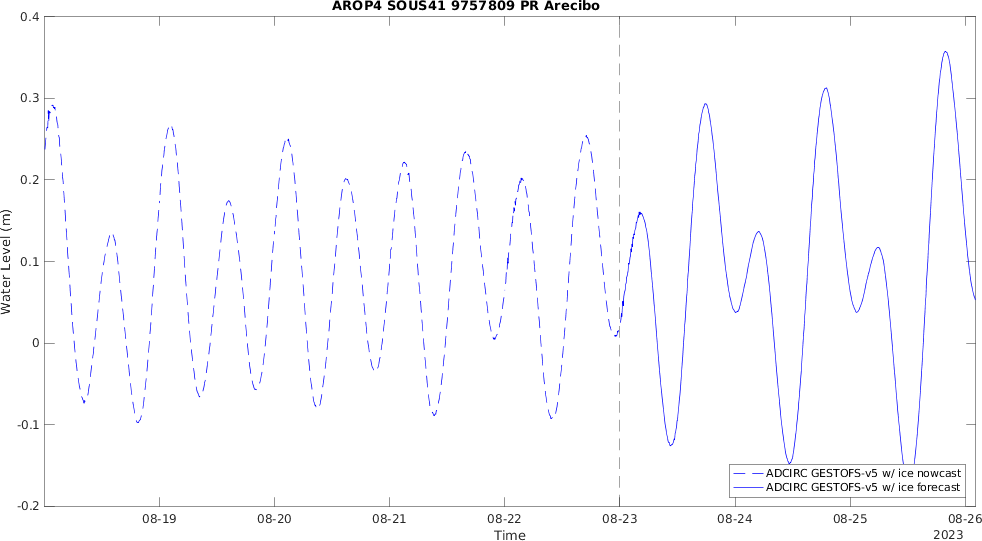 AROP4 SOUS41 9757809 PR Arecibo
0.4
0.3
0.2
0.1
0
-0.1
-0.2
Water Level (m)
ADCIRC GESTOFS-v5 w/ ice nowcast
ADCIRC GESTOFS-v5 w/ ice forecast
08-19 08-20 08-21 08-22 08-23 08-24 08-25 08-26
Time
2023